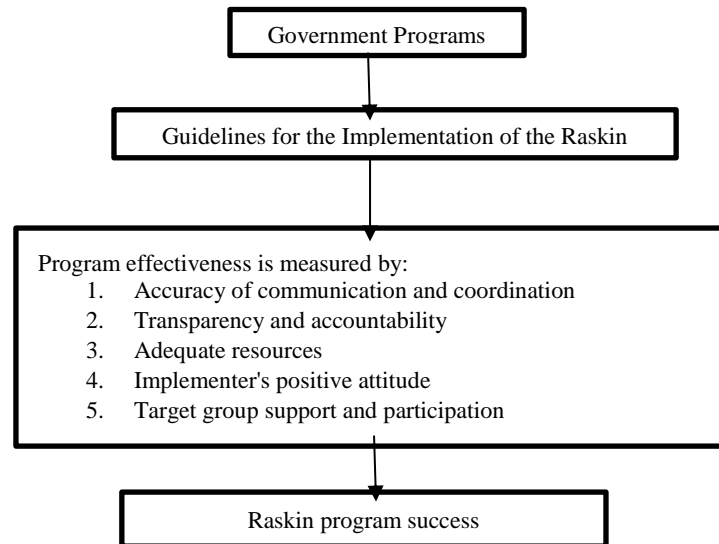 Government Programs
Guidelines for the Implementation of the Raskin
Program effectiveness is measured by:
1. Accuracy of communication and coordination
2. Transparency and accountability
3. Adequate resources
4. Implementer's positive attitude
5. Target group support and participation
Raskin program success